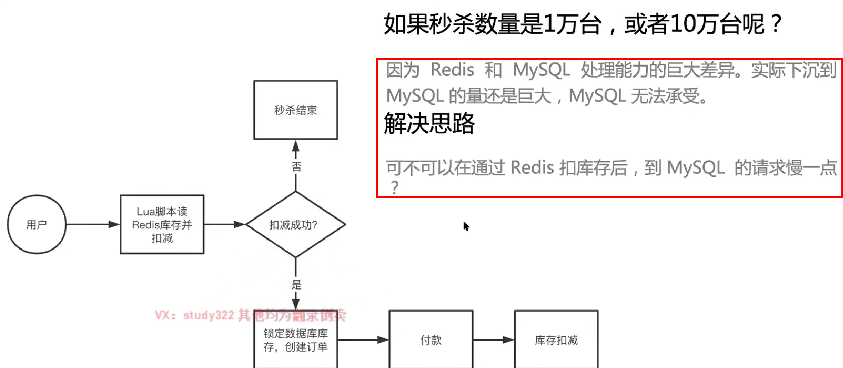 如果秒杀数量是1万台，或者10万台呢？
因为 Redis 和 MySQL 处理能力的巨大差异。实际下沉到
MySQL 的量还是巨大，MySQL 无法承受。
解决思路
可不可以在通过 Redis 扣库存后，到 MySQL 的请求慢一点
？
秒杀结束
否
用户
Lua脚本读
Redis库存并
扣减
扣减成功?
是
VX：study322 其他均为翻录倒卖
锁定数据库库
存，创建订单
付款
库存扣减